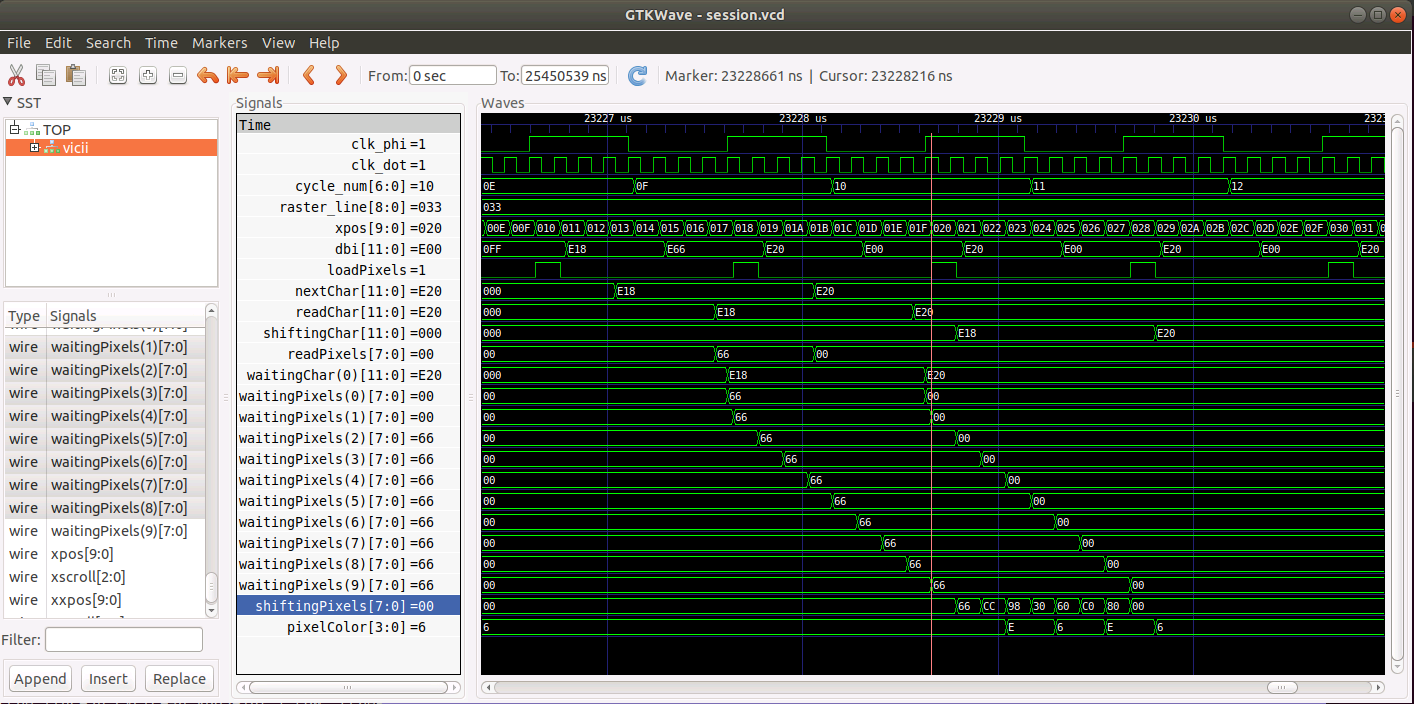 GTKWave - session.vcd
File Edit Search Time Markers View Help
From: 0 sec To: 25450539 ns Marker: 23228661 ns | Cursor: 23228216 ns
SST
TOP
vicii
Type Signals
wire waitingPixels(1)[7:0]
wire waitingPixels(2)[7:0]
wire waitingPixels(3)[7:0]
wire waitingPixels(4)[7:0]
wire waitingPixels(5)[7:0]
wire waitingPixels(6)[7:0]
wire waitingPixels(7)[7:0]
wire waitingPixels(8)[7:0]
wire waitingPixels(9)[7:0]
wire xpos[9:0]
wire xscroll[2:0]
wire xxpos[9:0]
Filter:
Append Insert Replace
Signals
Time
clk_phi=1
clk_dot=1
cycle_num[6:0]=10
raster_line[8:0]=033
xpos[9:0]=020
dbi[11:0]=E00
loadPixels=1
nextChar[11:0]=E20
readChar[11:0]=E20
shiftingChar[11:0]=000
readPixels[7:0]=00
waitingChar(0)[11:0]=E20
waitingPixels(0)[7:0]=00
waitingPixels(1)[7:0]=00
waitingPixels(2)[7:0]=66
waitingPixels(3)[7:0]=66
waitingPixels(4)[7:0]=66
waitingPixels(5)[7:0]=66
waitingPixels(6)[7:0]=66
waitingPixels(7)[7:0]=66
waitingPixels(8)[7:0]=66
waitingPixels(9)[7:0]=66
shiftingPixels[7:0]=00
pixelColor[3:0]=6
Waves
23227 us 23228 us 23229 us 23230 us
0E 0F 10 11 12
033
00E 00F 010 011 012 013 014 015 016 017 018 019 01A 01B 01C 01D 01E 01F 020 021 022 023 024 025 026 027 028 029 02A 02B 02C 02D 02E 02F 030 031
0FF E18 E66 E20 E00 E20 E00 E20 E00 E20
000 E18 E20
000 E18 E20
000 E18 E20
00 66 00
000 E18 E20
00 66 00
00 66 00
00 66 00
00 66 00
00 66 00
00 66 00
00 66 00
00 66 00
00 66 00
00 66 00
00 66 CC 98 30 60 C0 80 00
6 E 6 E 6